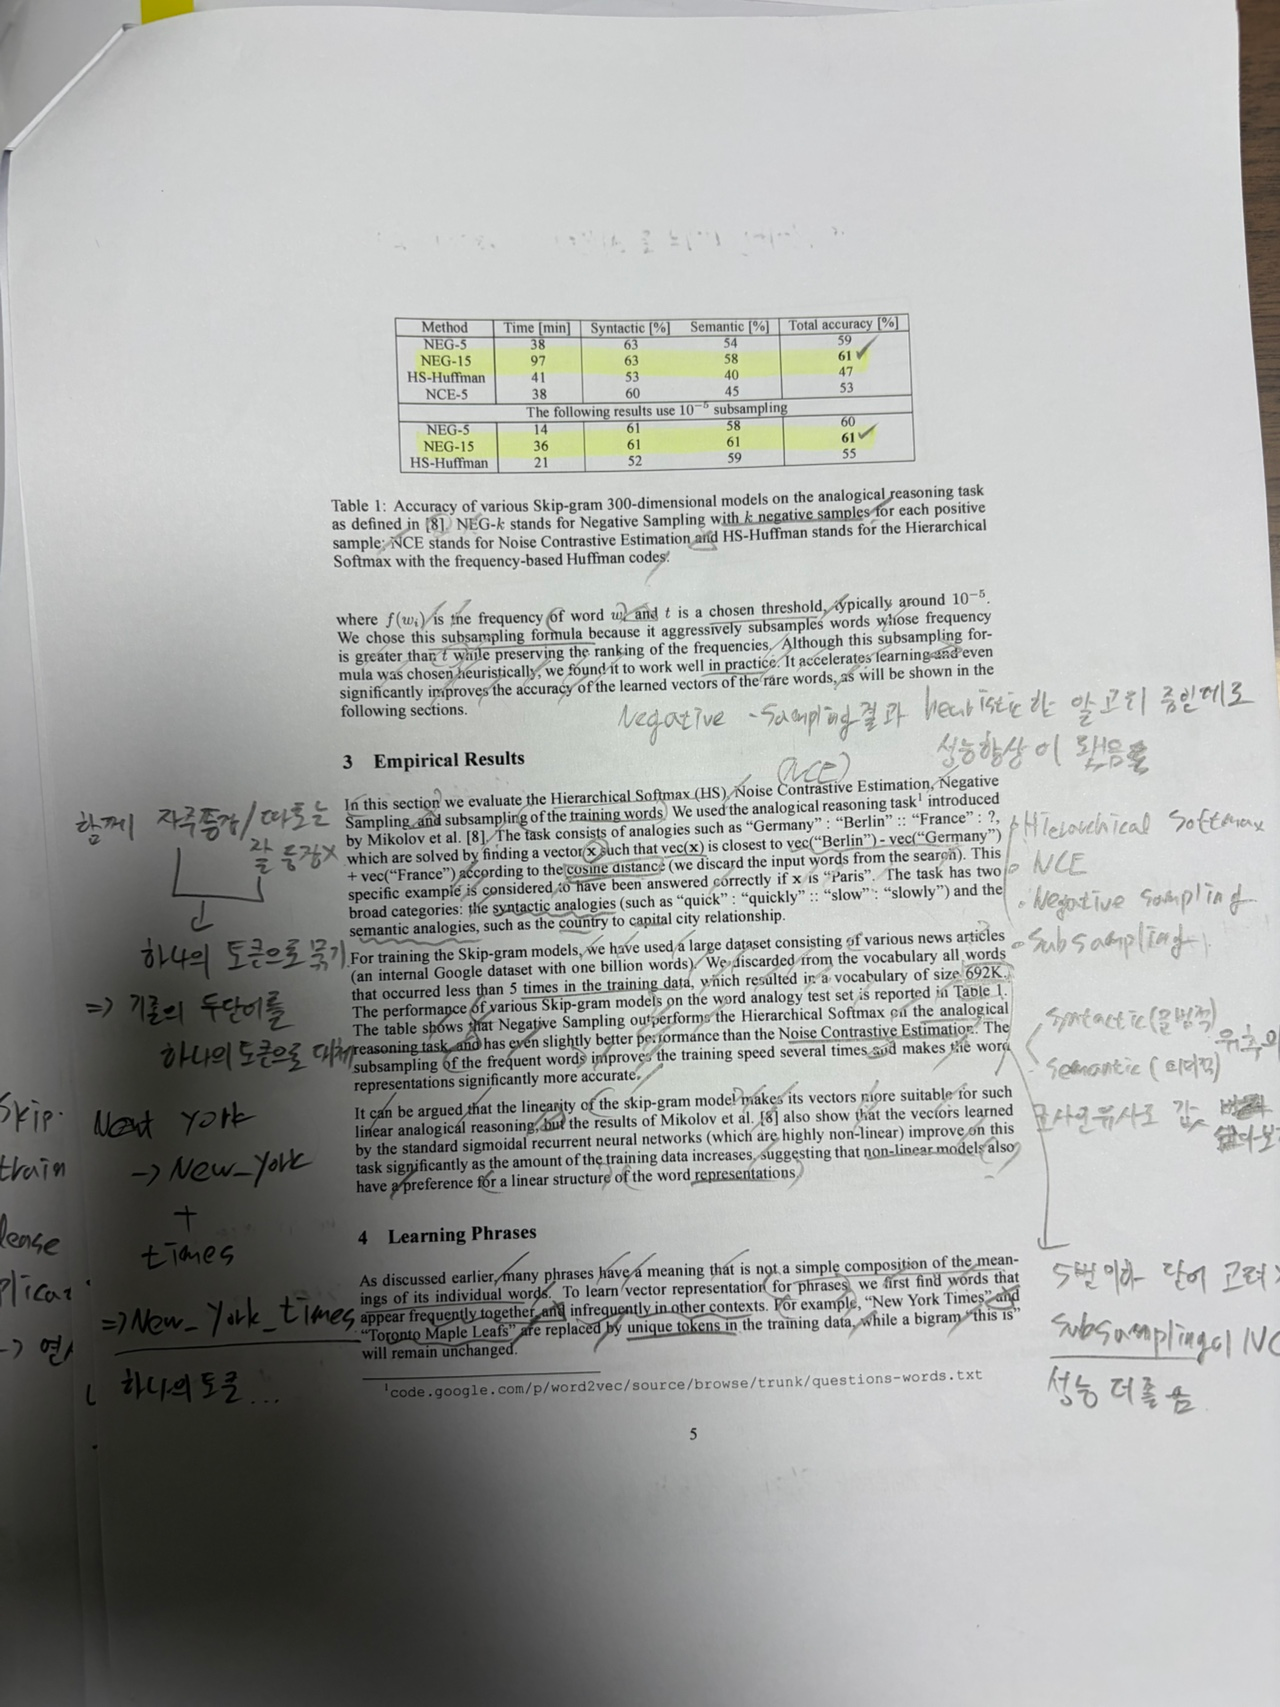 Method Time [min] Syntactic [%] Semantic [%] Total accuracy [%]
NEG-5 38 63 54 59
NEG-15 97 63 58 61
HS-Huffman 41 53 40 47
NCE-5 38 60 45 53
The following results use 10⁻⁵ subsampling
NEG-5 14 61 58 60
NEG-15 36 61 61 61
HS-Huffman 21 52 59 55
Table 1: Accuracy of various Skip-gram 300-dimensional models on the analogical reasoning task
as defined in [8]. NEG-k stands for Negative Sampling with k negative samples for each positive
sample; NCE stands for Noise Contrastive Estimation and HS-Huffman stands for the Hierarchical
Softmax with the frequency-based Huffman codes.
where f(wᵢ) is the frequency of word wᵢ and t is a chosen threshold, typically around 10⁻⁵.
We chose this subsampling formula because it aggressively subsamples words whose frequency
is greater than t while preserving the ranking of the frequencies. Although this subsampling for-
mula was chosen heuristically, we found it to work well in practice. It accelerates learning and even
significantly improves the accuracy of the learned vectors of the rare words, as will be shown in the
following sections.
Negative -Sampling결과 heuristic한 알고리즘인데로
성능향상이 됐음
3 Empirical Results
(NCE)
In this section we evaluate the Hierarchical Softmax (HS), Noise Contrastive Estimation, Negative
Sampling, and subsampling of the training words. We used the analogical reasoning task¹ introduced
by Mikolov et al. [8]. The task consists of analogies such as “Germany” : “Berlin” :: “France” : ?,
which are solved by finding a vector x such that vec(x) is closest to vec(“Berlin”) - vec(“Germany”)
+ vec(“France”) according to the cosine distance (we discard the input words from the search). This
specific example is considered to have been answered correctly if x is “Paris”. The task has two
broad categories: the syntactic analogies (such as “quick” : “quickly” :: “slow” : “slowly”) and the
semantic analogies, such as the country to capital city relationship.
For training the Skip-gram models, we have used a large dataset consisting of various news articles
(an internal Google dataset with one billion words). We discarded from the vocabulary all words
that occurred less than 5 times in the training data, which resulted in a vocabulary of size 692K.
The performance of various Skip-gram models on the word analogy test set is reported in Table 1.
The table shows that Negative Sampling outperforms the Hierarchical Softmax on the analogical
reasoning task, and has even slightly better performance than the Noise Contrastive Estimation. The
subsampling of the frequent words improves the training speed several times and makes the word
representations significantly more accurate.
It can be argued that the linearity of the skip-gram model makes its vectors more suitable for such
linear analogical reasoning, but the results of Mikolov et al. [8] also show that the vectors learned
by the standard sigmoidal recurrent neural networks (which are highly non-linear) improve on this
task significantly as the amount of the training data increases, suggesting that non-linear models also
have a preference for a linear structure of the word representations.
4 Learning Phrases
As discussed earlier, many phrases have a meaning that is not a simple composition of the mean-
ings of its individual words. To learn vector representation for phrases, we first find words that
appear frequently together, and infrequently in other contexts. For example, “New York Times” and
“Toronto Maple Leafs” are replaced by unique tokens in the training data, while a bigram “this is”
will remain unchanged.
¹code.google.com/p/word2vec/source/browse/trunk/questions-words.txt
5
함께 자주등장/따로는
잘 등장X
하나의 토큰으로 묶기
=> 기존의 두단어를
하나의 토큰으로 대체
York
-> New_York
+
times
=> New_York_times
하나의 토큰...
Skip-
train
Hierarchical Softmax
NCE
Negative Sampling
Subsampling
Syntactic(문법적)
Semantic(의미적)
코사인유사도 값
5번 이하 단어 고려X
Subsampling이
성능 더좋음